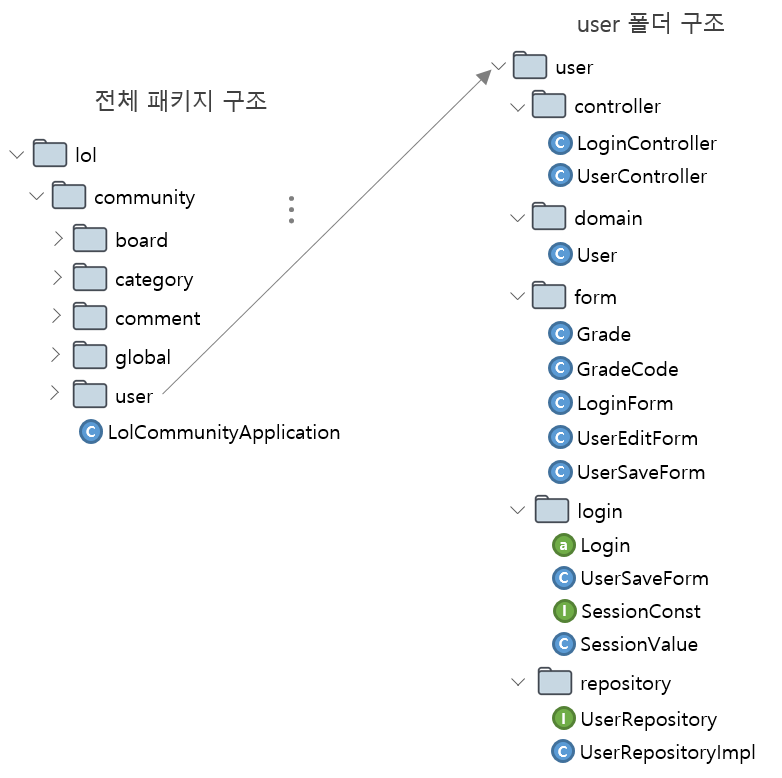 전체 패키지 구조
lol
community
board
category
comment
global
user
C LolCommunityApplication
user 폴더 구조
user
controller
C LoginController
C UserController
domain
C User
form
C Grade
C GradeCode
C LoginForm
C UserEditForm
C UserSaveForm
login
a Login
C UserSaveForm
I SessionConst
C SessionValue
repository
I UserRepository
C UserRepositoryImpl